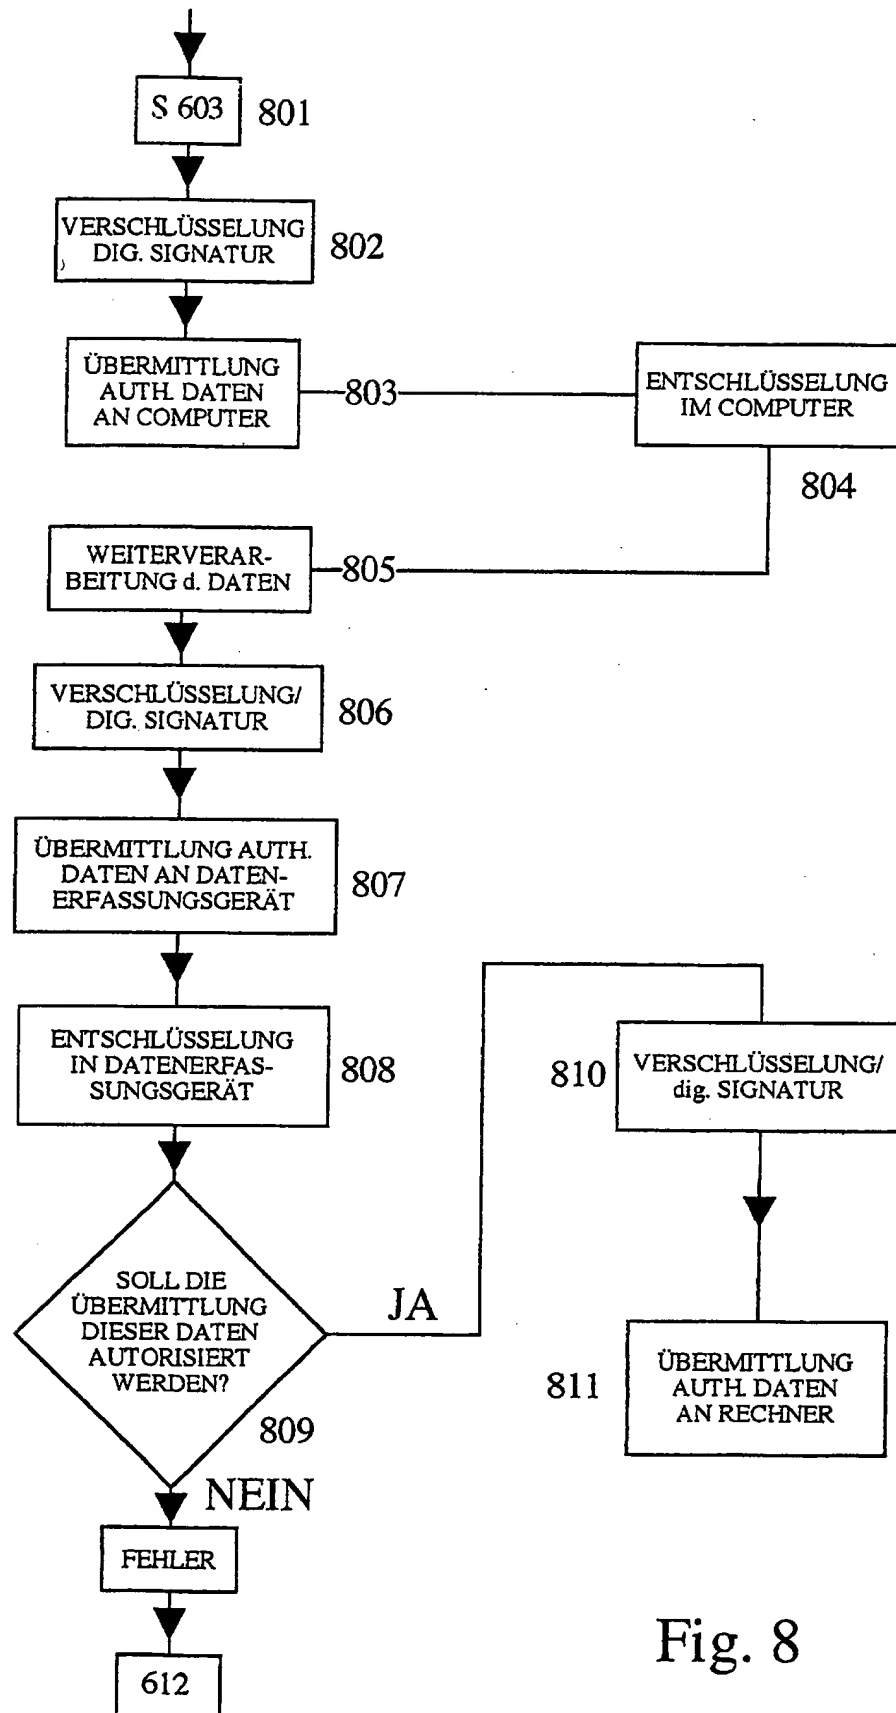 S 603
801
VERSCHLÜSSELUNG
DIG. SIGNATUR
802
ÜBERMITTLUNG
AUTH. DATEN
AN COMPUTER
803
ENTSCHLÜSSELUNG
IM COMPUTER
804
WEITERVERAR-
BEITUNG d. DATEN
805
VERSCHLÜSSELUNG/
DIG. SIGNATUR
806
ÜBERMITTLUNG AUTH.
DATEN AN DATEN-
ERFASSUNGSGERÄT
807
ENTSCHLÜSSELUNG
IN DATENERFAS-
SUNGSGERÄT
808
SOLL DIE
ÜBERMITTLUNG
DIESER DATEN
AUTORISIERT
WERDEN?
809
JA
810
VERSCHLÜSSELUNG/
dig. SIGNATUR
811
ÜBERMITTLUNG
AUTH. DATEN
AN RECHNER
NEIN
FEHLER
612
Fig. 8